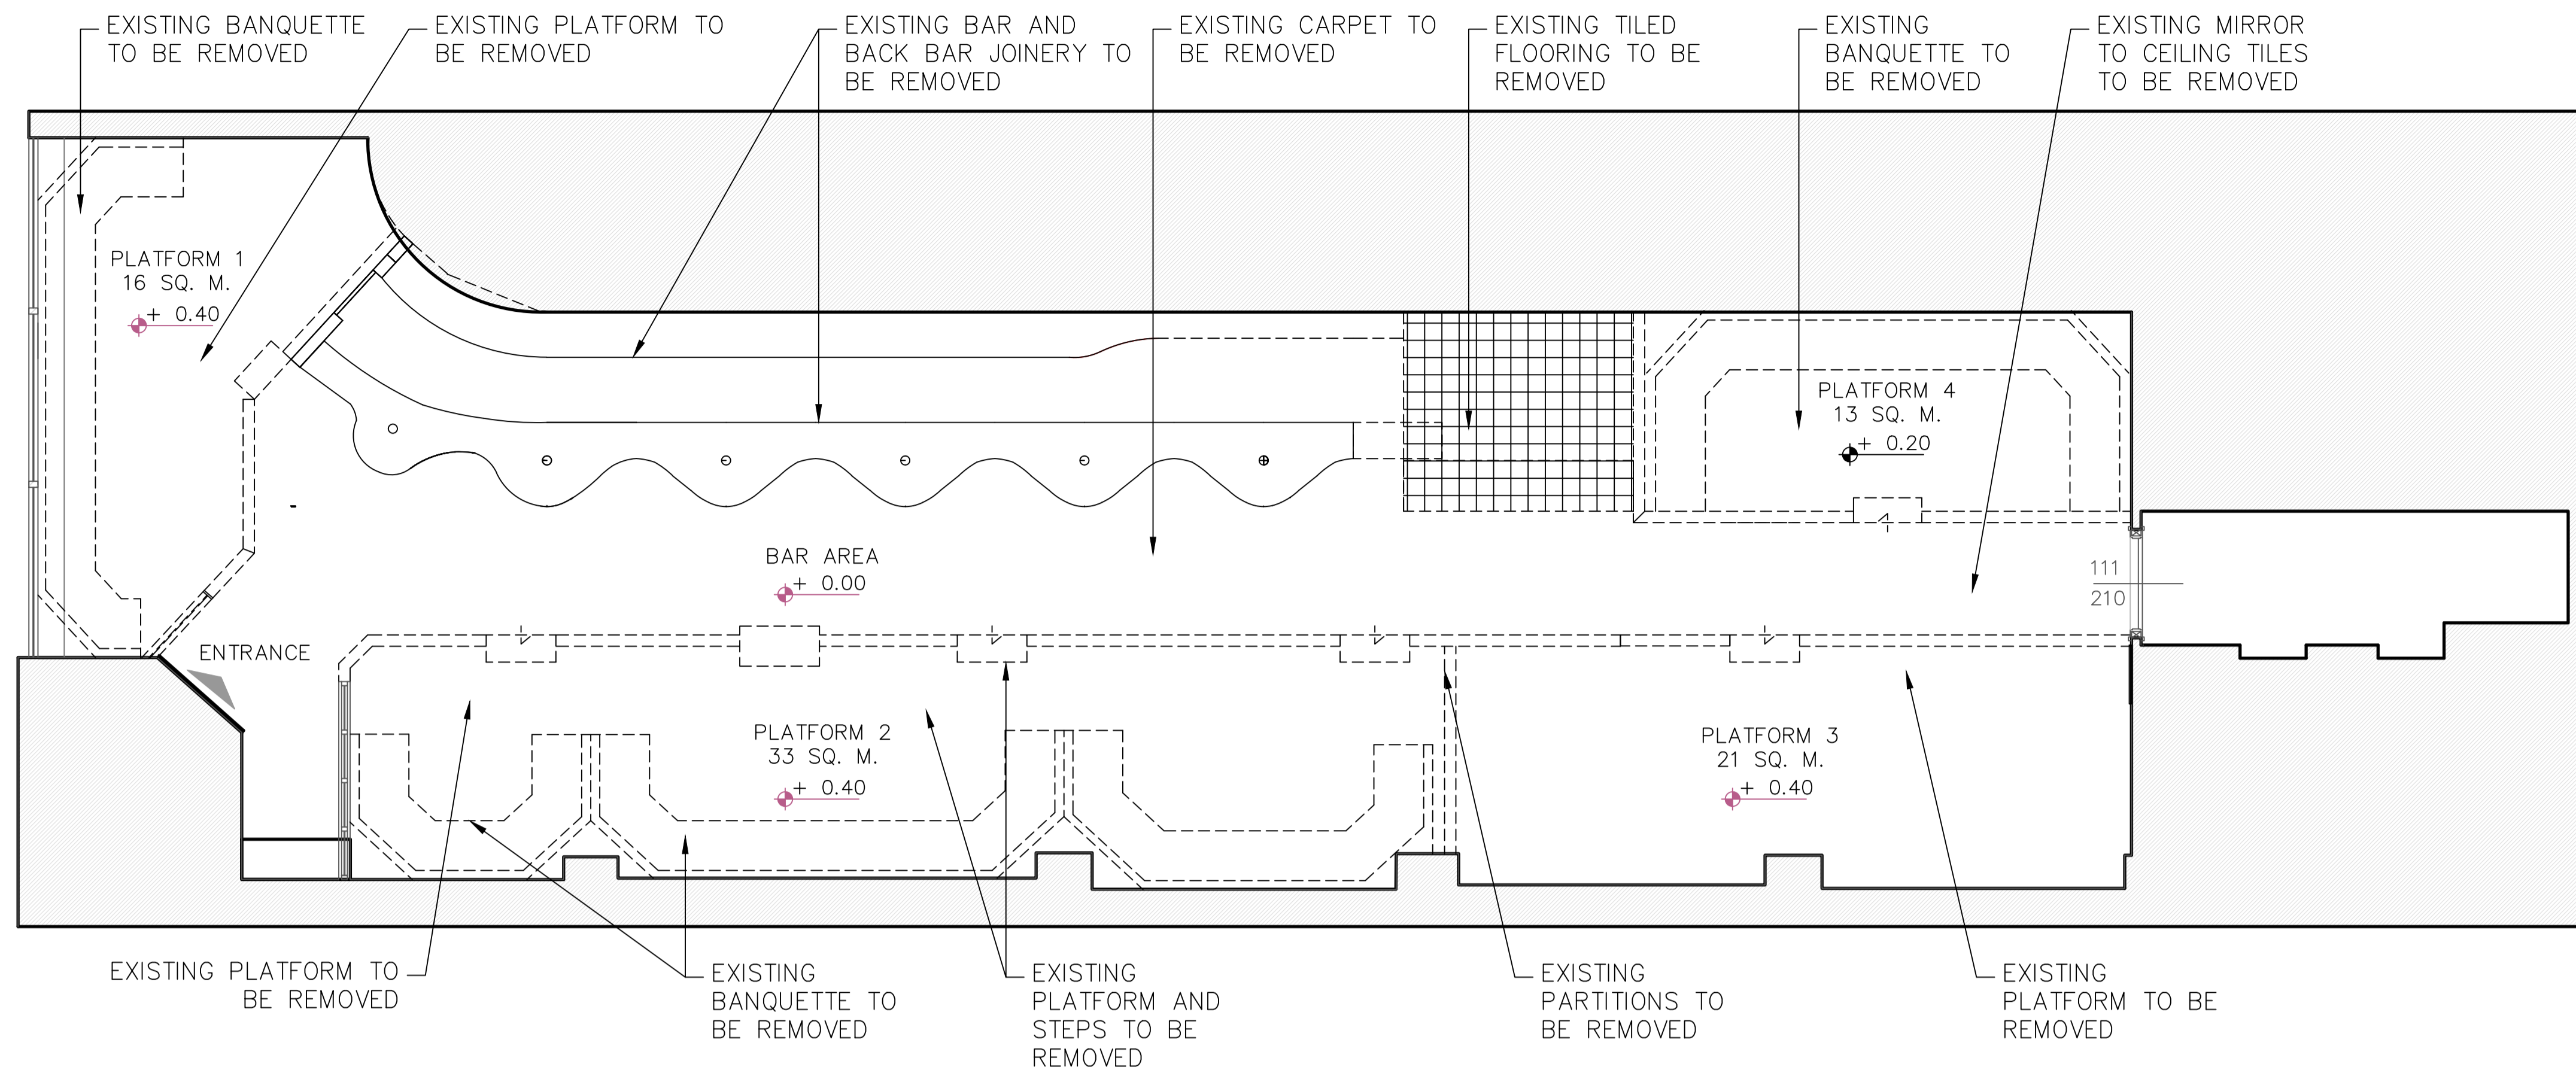 EXISTING BANQUETTE
TO BE REMOVED
EXISTING PLATFORM TO
BE REMOVED
EXISTING BAR AND
BACK BAR JOINERY TO
BE REMOVED
EXISTING CARPET TO
BE REMOVED
EXISTING TILED
FLOORING TO BE
REMOVED
EXISTING
BANQUETTE TO
BE REMOVED
EXISTING MIRROR
TO CEILING TILES
TO BE REMOVED
PLATFORM 1
16 SQ. M.
+ 0.40
PLATFORM 4
13 SQ. M.
+ 0.20
BAR AREA
+ 0.00
111
210
ENTRANCE
PLATFORM 2
33 SQ. M.
+ 0.40
PLATFORM 3
21 SQ. M.
+ 0.40
EXISTING PLATFORM TO
BE REMOVED
EXISTING
BANQUETTE TO
BE REMOVED
EXISTING
PLATFORM AND
STEPS TO BE
REMOVED
EXISTING
PARTITIONS TO
BE REMOVED
EXISTING
PLATFORM TO BE
REMOVED